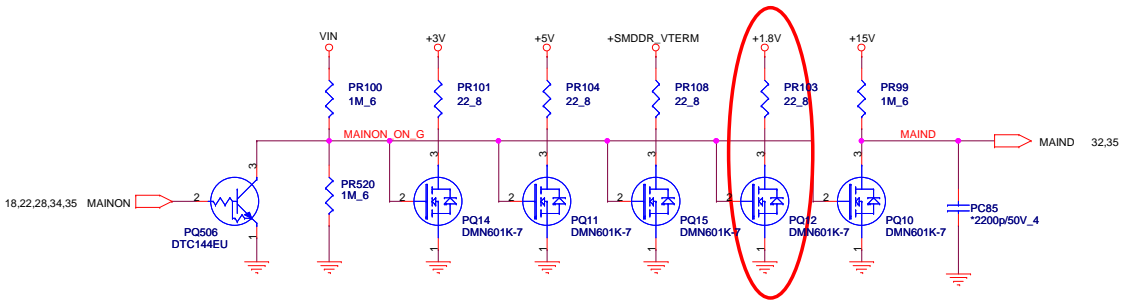 VIN
+3V
+5V
+SMDDR_VTERM
+1.8V
+15V
PR100
1M_6
PR101
22_8
PR104
22_8
PR108
22_8
PR103
22_8
PR99
1M_6
MAINON_ON_G
MAIND
MAIND 32,35
3
3
3
3
3
3
18,22,28,34,35 MAINON
2
PR520
1M_6
2
2
2
2
2
PQ506
DTC144EU
1
PQ14
DMN601K-7
1
PQ11
DMN601K-7
1
PQ15
DMN601K-7
1
PQ12
DMN601K-7
1
PQ10
DMN601K-7
1
PC85
*2200p/50V_4